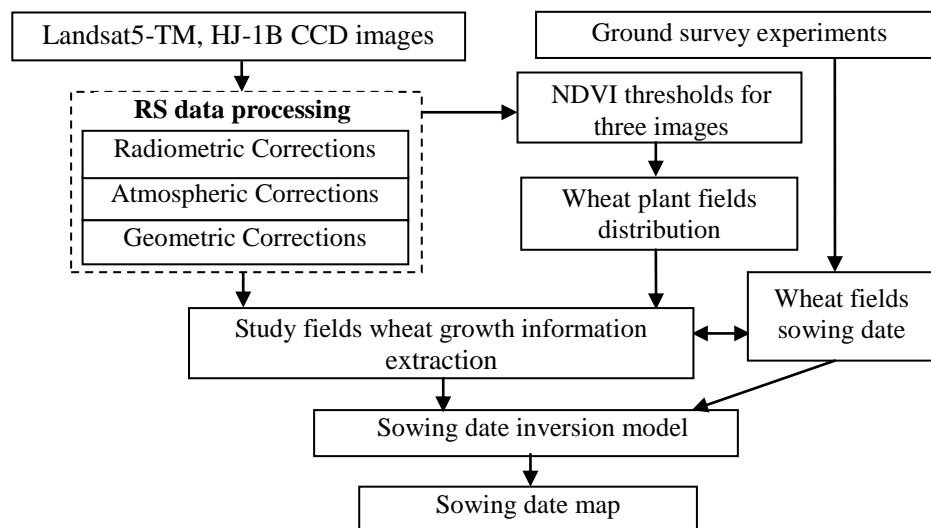 Landsat5-TM, HJ-1B CCD images
Ground survey experiments
RS data processing
Radiometric Corrections
Atmospheric Corrections
Geometric Corrections
NDVI thresholds for
three images
Wheat plant fields
distribution
Study fields wheat growth information
extraction
Wheat fields
sowing date
Sowing date inversion model
Sowing date map